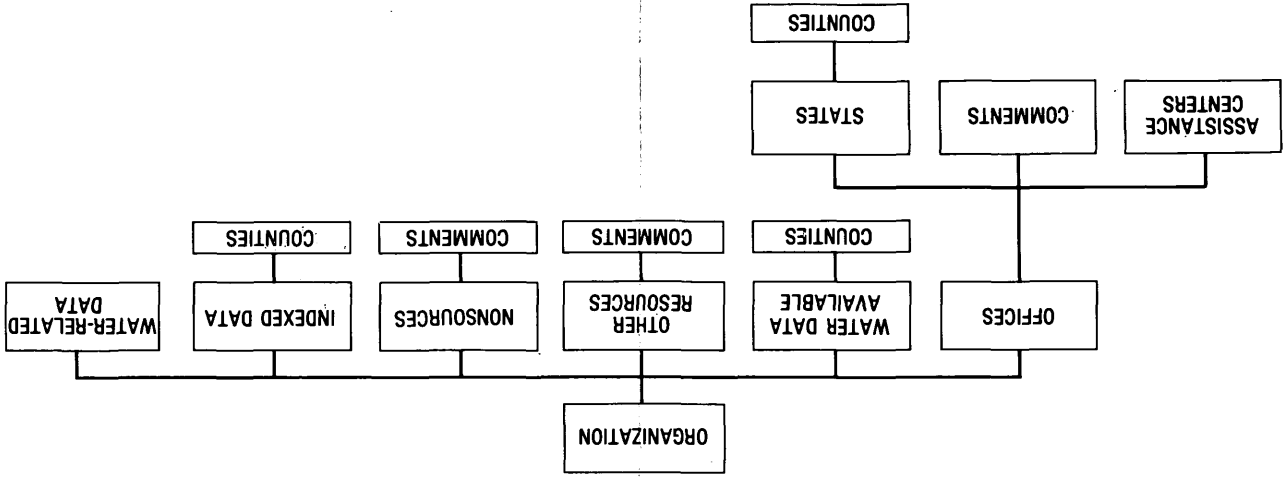 ORGANIZATION
OFFICES
WATER DATA
AVAILABLE
OTHER
RESOURCES
NONSOURCES
INDEXED DATA
WATER-RELATED
DATA
COUNTIES
COMMENTS
COMMENTS
COUNTIES
ASSISTANCE
CENTERS
COMMENTS
STATES
COUNTIES